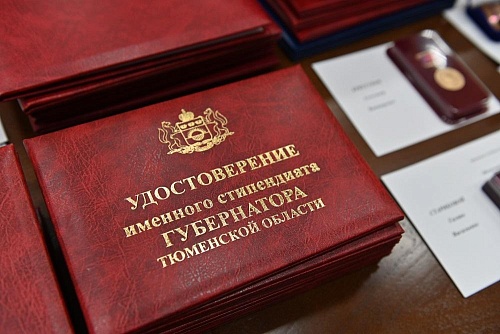 УДОСТОВЕРЕНИЕ
именного стипендиата
ГУБЕРНАТОРА
ТЮМЕНСКОЙ ОБЛАСТИ